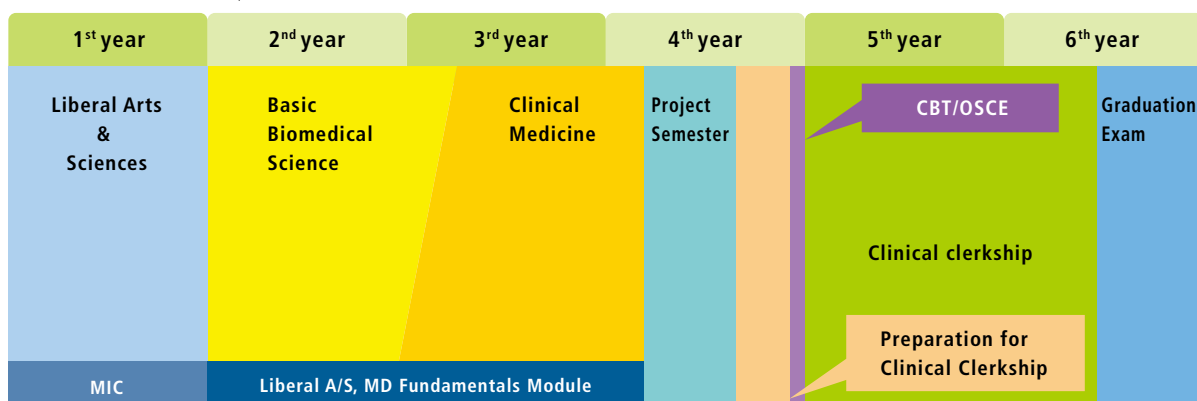 1st year
2nd year
3rd year
4th year
5th year
6th year
Liberal Arts
&
Sciences
Basic
Biomedical
Science
Clinical
Medicine
Project
Semester
CBT/OSCE
Graduation
Exam
Clinical clerkship
Preparation for
Clinical Clerkship
MIC
Liberal A/S, MD Fundamentals Module